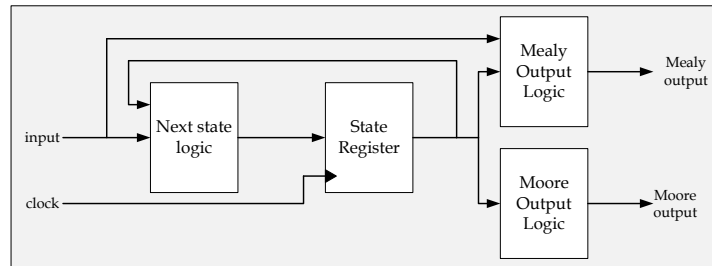 Mealy
Output
Logic
Mealy
output
input
Next state
logic
State
Register
clock
Moore
Output
Logic
Moore
output